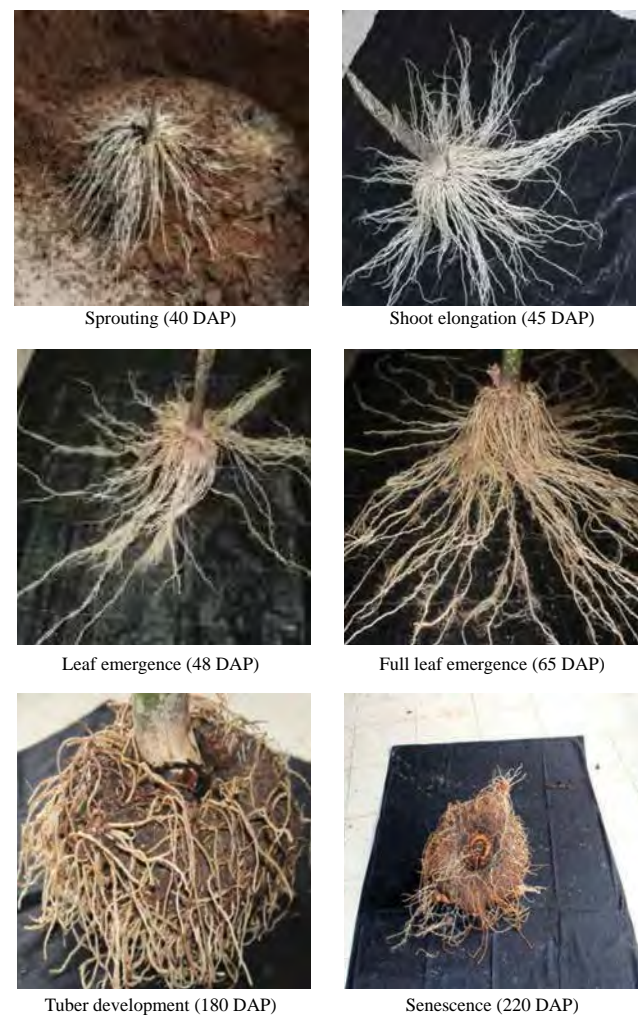 Sprouting (40 DAP)
Shoot elongation (45 DAP)
Leaf emergence (48 DAP)
Full leaf emergence (65 DAP)
Tuber development (180 DAP)
Senescence (220 DAP)